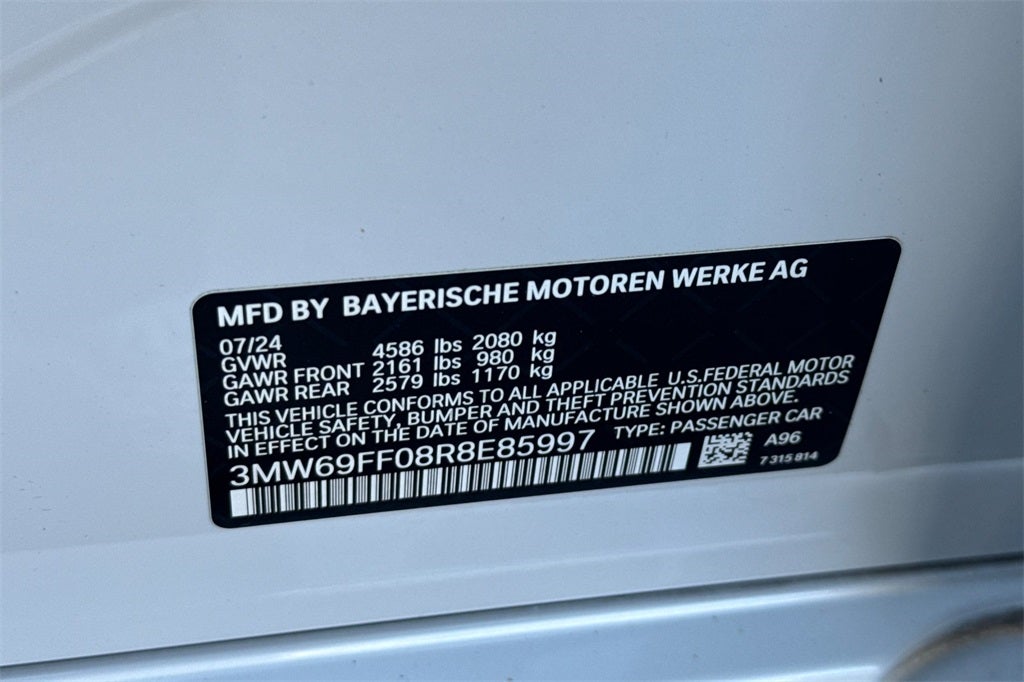 MFD BY BAYERISCHE MOTOREN WERKE AG
07/24
GVWR 4586 lbs 2080 kg
GAWR FRONT 2161 lbs 980 kg
GAWR REAR 2579 lbs 1170 kg
THIS VEHICLE CONFORMS TO ALL APPLICABLE U.S.FEDERAL MOTOR
VEHICLE SAFETY, BUMPER AND THEFT PREVENTION STANDARDS
IN EFFECT ON THE DATE OF MANUFACTURE SHOWN ABOVE.
3MW69FF08R8E85997 TYPE: PASSENGER CAR
A96
7 315 814